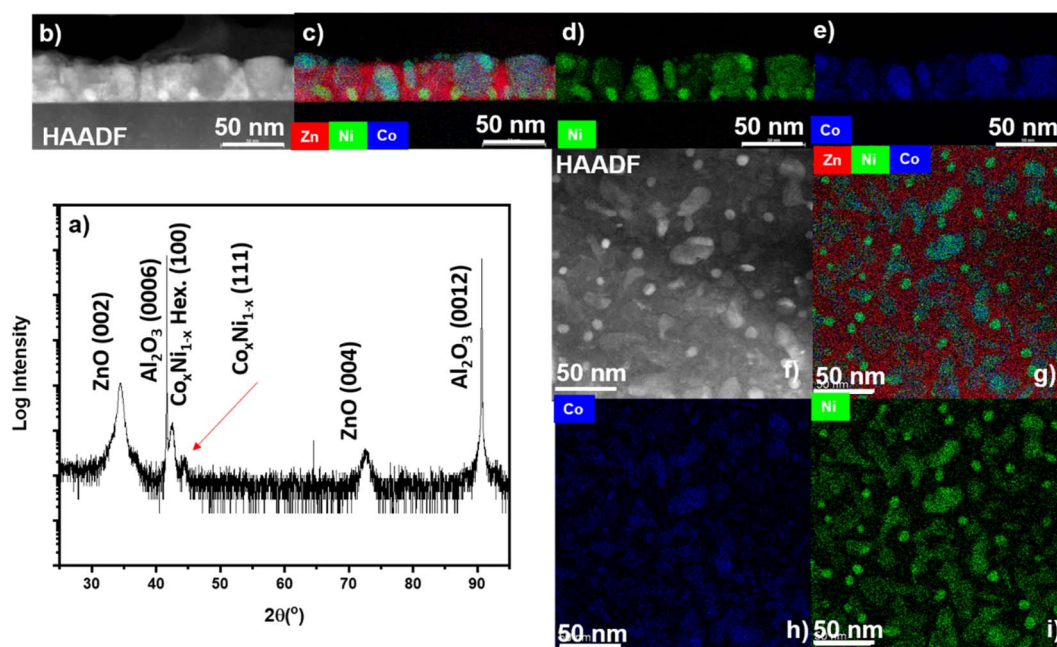 b)
HAADF
50 nm
c)
Zn Ni Co
50 nm
d)
Ni
50 nm
e)
Co
50 nm
a)
Log Intensity
ZnO (002)
Al₂O₃ (0006)
CoₓNi₁₋ₓ Hex. (100)
CoₓNi₁₋ₓ (111)
ZnO (004)
Al₂O₃ (0012)
30 40 50 60 70 80 90
2θ(°)
HAADF
50 nm
f)
Zn Ni Co
50 nm
g)
Co
50 nm
h)
Ni
50 nm
i)